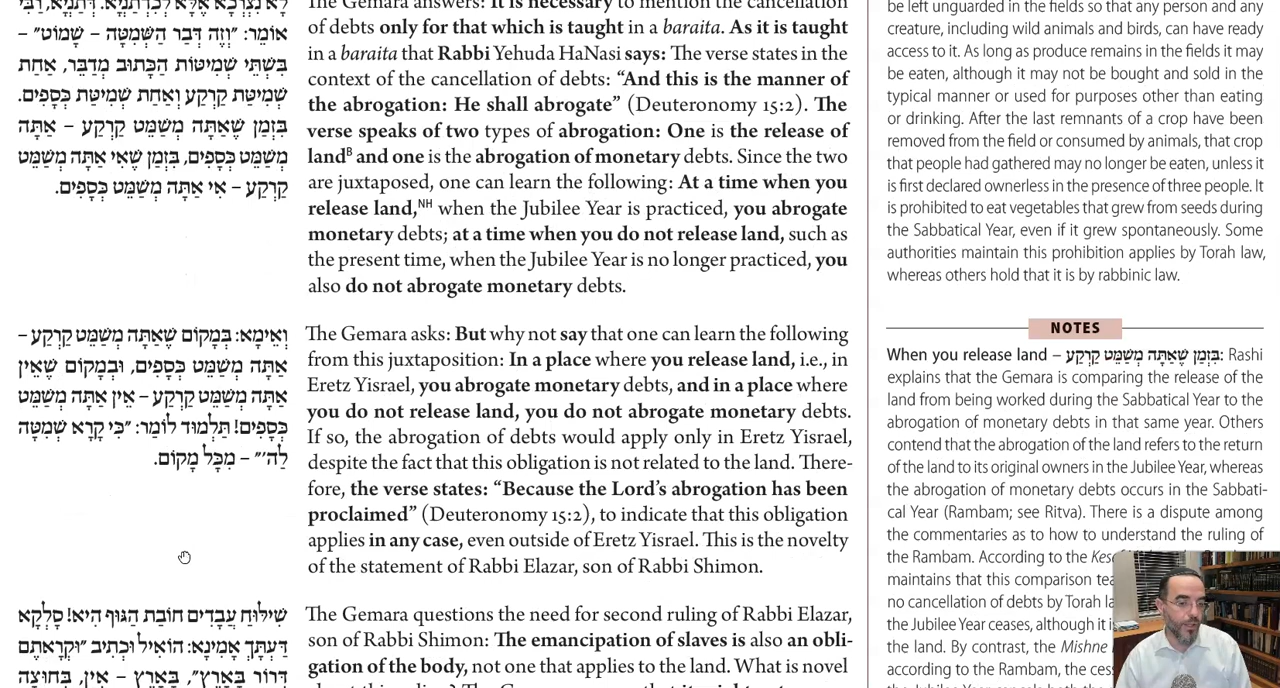 לָא נִצְרְכָא אֶלָּא לְכִדְתַנְיָא. דְּתַנְיָא, רַבִּי
אוֹמֵר: ״וְזֶה דְּבַר הַשְּׁמִטָּה – שָׁמוֹט״ –
בִּשְׁתֵּי שְׁמִיטּוֹת הַכָּתוּב מְדַבֵּר, אַחַת
שְׁמִיטַּת קַרְקַע וְאַחַת שְׁמִיטַּת כְּסָפִים.
בִּזְמַן שֶׁאַתָּה מְשַׁמֵּט קַרְקַע – אַתָּה
מְשַׁמֵּט כְּסָפִים, בִּזְמַן שֶׁאִי אַתָּה מְשַׁמֵּט
קַרְקַע – אִי אַתָּה מְשַׁמֵּט כְּסָפִים.
וְאֵימָא: בְּמָקוֹם שֶׁאַתָּה מְשַׁמֵּט קַרְקַע –
אַתָּה מְשַׁמֵּט כְּסָפִים, וּבְמָקוֹם שֶׁאֵין
אַתָּה מְשַׁמֵּט קַרְקַע – אֵין אַתָּה מְשַׁמֵּט
כְּסָפִים! תַּלְמוּד לוֹמַר: ״כִּי קָרָא שְׁמִטָּה
לַה׳״ – מִכָּל מָקוֹם.
שִׁילּוּחַ עֲבָדִים חוֹבַת הַגּוּף הִיא! סָלְקָא
דַּעְתָּךְ אָמִינָא: הוֹאִיל וּכְתִיב ״וּקְרָאתֶם
דְּרוֹר בָּאָרֶץ״, בָּאָרֶץ – אִין, בְּחוּצָה
The Gemara answers: It is necessary to mention the cancellation
of debts only for that which is taught in a baraita. As it is taught
in a baraita that Rabbi Yehuda HaNasi says: The verse states in the
context of the cancellation of debts: “And this is the manner of
the abrogation: He shall abrogate” (Deuteronomy 15:2). The
verse speaks of two types of abrogation: One is the release of
landᴮ and one is the abrogation of monetary debts. Since the two
are juxtaposed, one can learn the following: At a time when you
release land,ᴺᴴ when the Jubilee Year is practiced, you abrogate
monetary debts; at a time when you do not release land, such as
the present time, when the Jubilee Year is no longer practiced, you
also do not abrogate monetary debts.
The Gemara asks: But why not say that one can learn the following
from this juxtaposition: In a place where you release land, i.e., in
Eretz Yisrael, you abrogate monetary debts, and in a place where
you do not release land, you do not abrogate monetary debts.
If so, the abrogation of debts would apply only in Eretz Yisrael,
despite the fact that this obligation is not related to the land. There-
fore, the verse states: “Because the Lord’s abrogation has been
proclaimed” (Deuteronomy 15:2), to indicate that this obligation
applies in any case, even outside of Eretz Yisrael. This is the novelty
of the statement of Rabbi Elazar, son of Rabbi Shimon.
The Gemara questions the need for second ruling of Rabbi Elazar,
son of Rabbi Shimon: The emancipation of slaves is also an obli-
gation of the body, not one that applies to the land. What is novel
be left unguarded in the fields so that any person and any
creature, including wild animals and birds, can have ready
access to it. As long as produce remains in the fields it may
be eaten, although it may not be bought and sold in the
typical manner or used for purposes other than eating
or drinking. After the last remnants of a crop have been
removed from the field or consumed by animals, that crop
that people had gathered may no longer be eaten, unless it
is first declared ownerless in the presence of three people. It
is prohibited to eat vegetables that grew from seeds during
the Sabbatical Year, even if it grew spontaneously. Some
authorities maintain this prohibition applies by Torah law,
whereas others hold that it is by rabbinic law.
NOTES
When you release land – בִּזְמַן שֶׁאַתָּה מְשַׁמֵּט קַרְקַע: Rashi
explains that the Gemara is comparing the release of the
land from being worked during the Sabbatical Year to the
abrogation of monetary debts in that same year. Others
contend that the abrogation of the land refers to the return
of the land to its original owners in the Jubilee Year, whereas
the abrogation of monetary debts occurs in the Sabbati-
cal Year (Rambam; see Ritva). There is a dispute among
the commentaries as to how to understand the ruling of
the Rambam. According to the
maintains that this comparison
no cancellation of debts by Torah
the Jubilee Year ceases, although it
the land. By contrast, the Mishne
according to the Rambam, the